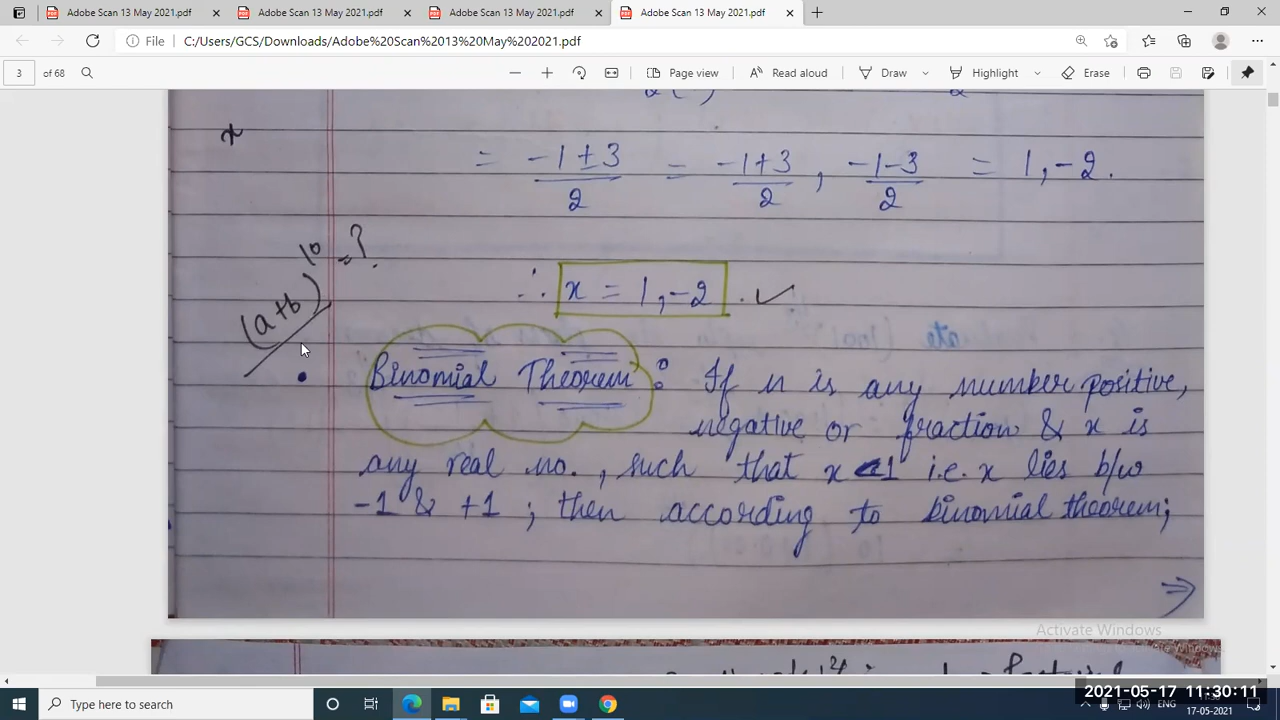 Adobe Scan 13 May 2021.pdf Adobe Scan 13 May 2021.pdf Adobe Scan 13 May 2021.pdf Adobe Scan 13 May 2021.pdf
File C:/Users/GCS/Downloads/Adobe%20Scan%2013%20May%202021.pdf
3 of 68 Page view Read aloud Draw Highlight Erase
x
= -1±3/2 = -1+3/2 , -1-3/2 = 1, -2.
(a+b)^10 = ?
∴ x = 1, -2 . ✓
Binomial Theorem : If n is any number positive,
negative or fraction & x is
any real no., such that x <1 i.e. x lies b/w
-1 & +1 ; then according to binomial theorem;
⇒
Activate Windows
2021-05-17 11:30:11
Type here to search ENG 17-05-2021